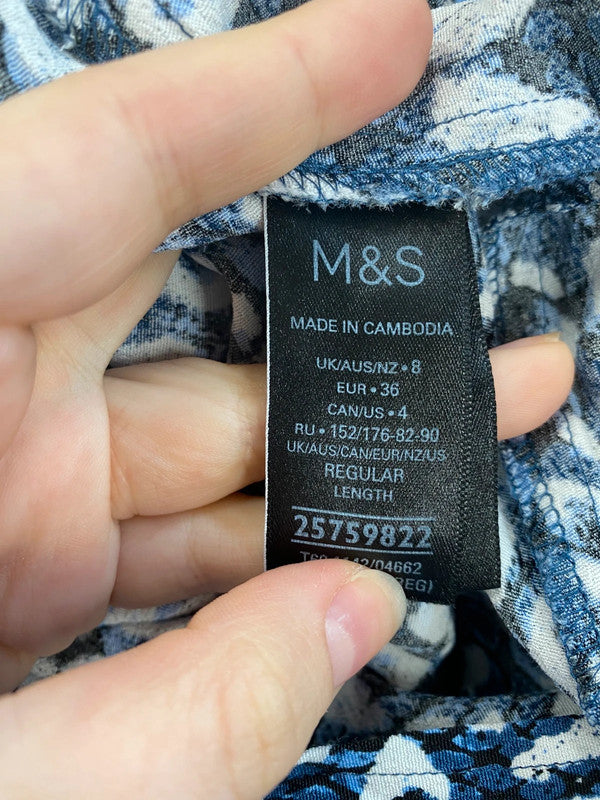 M&S
MADE IN CAMBODIA
UK/AUS/NZ • 8
EUR • 36
CAN/US • 4
RU • 152/176-82-90
UK/AUS/CAN/EUR/NZ/US
REGULAR
LENGTH
25759822
REG)